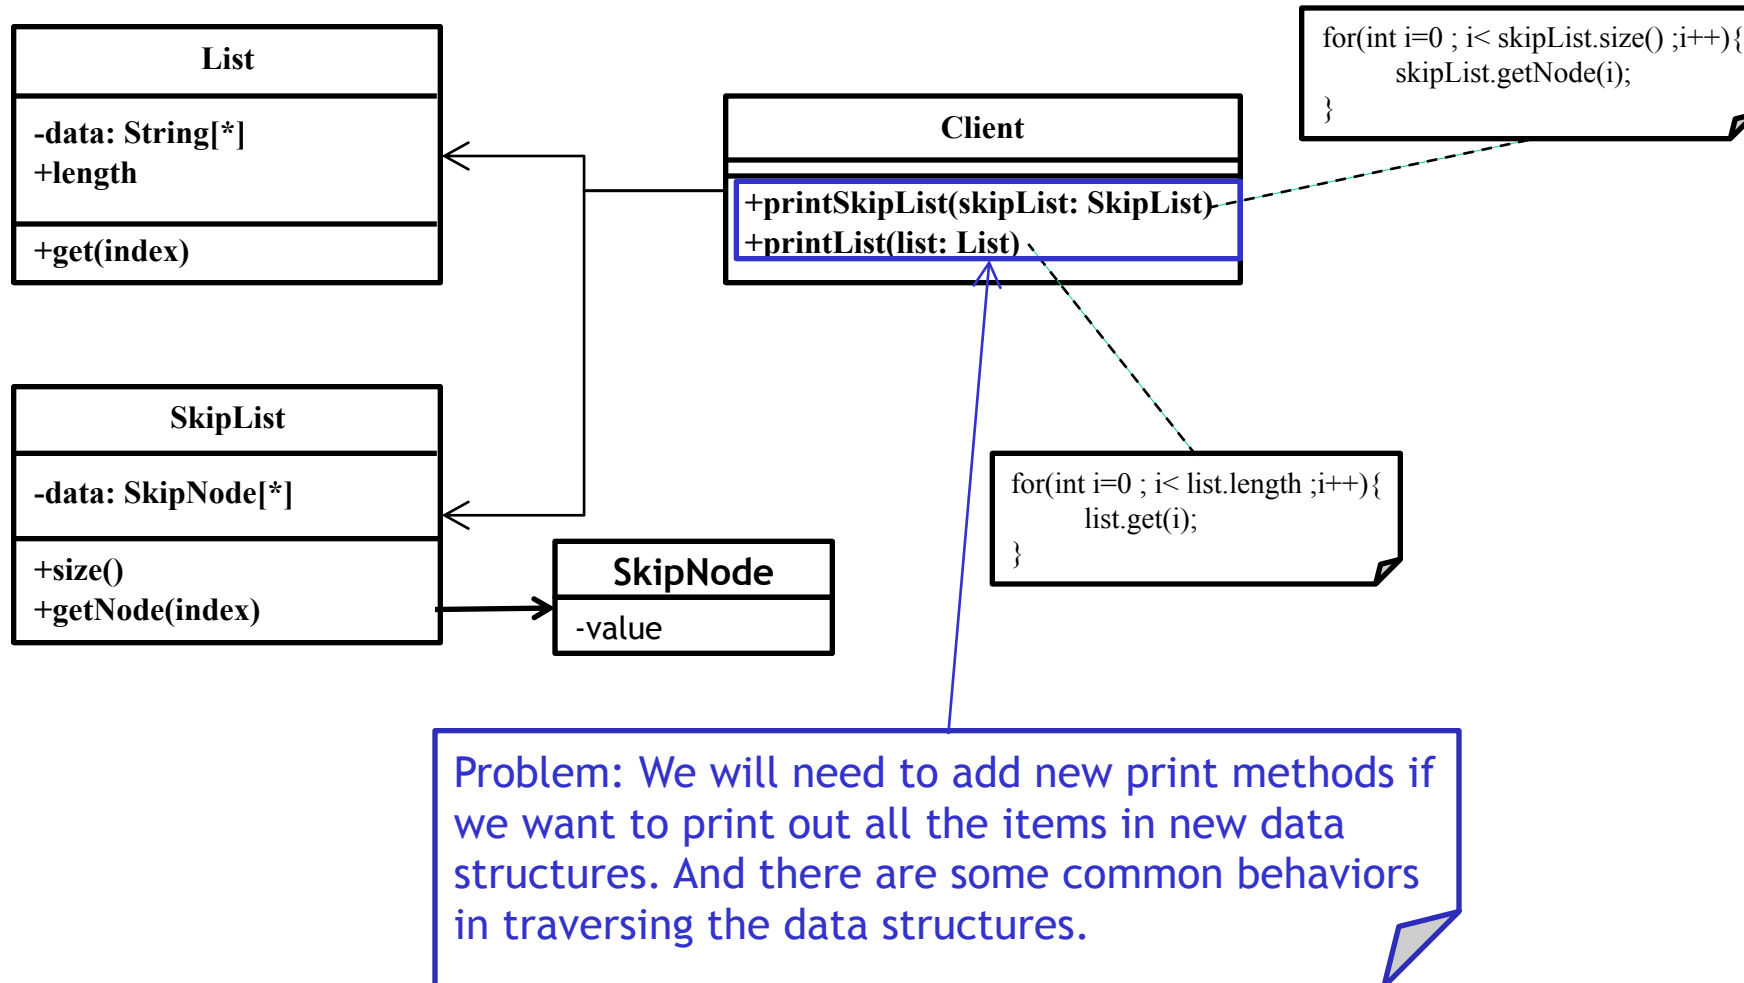 List
-data: String[*]
+length
+get(index)
Client
+printSkipList(skipList: SkipList)
+printList(list: List)
for(int i=0 ; i< skipList.size() ;i++){
skipList.getNode(i);
}
SkipList
-data: SkipNode[*]
+size()
+getNode(index)
SkipNode
-value
for(int i=0 ; i< list.length ;i++){
list.get(i);
}
Problem: We will need to add new print methods if
we want to print out all the items in new data
structures. And there are some common behaviors
in traversing the data structures.